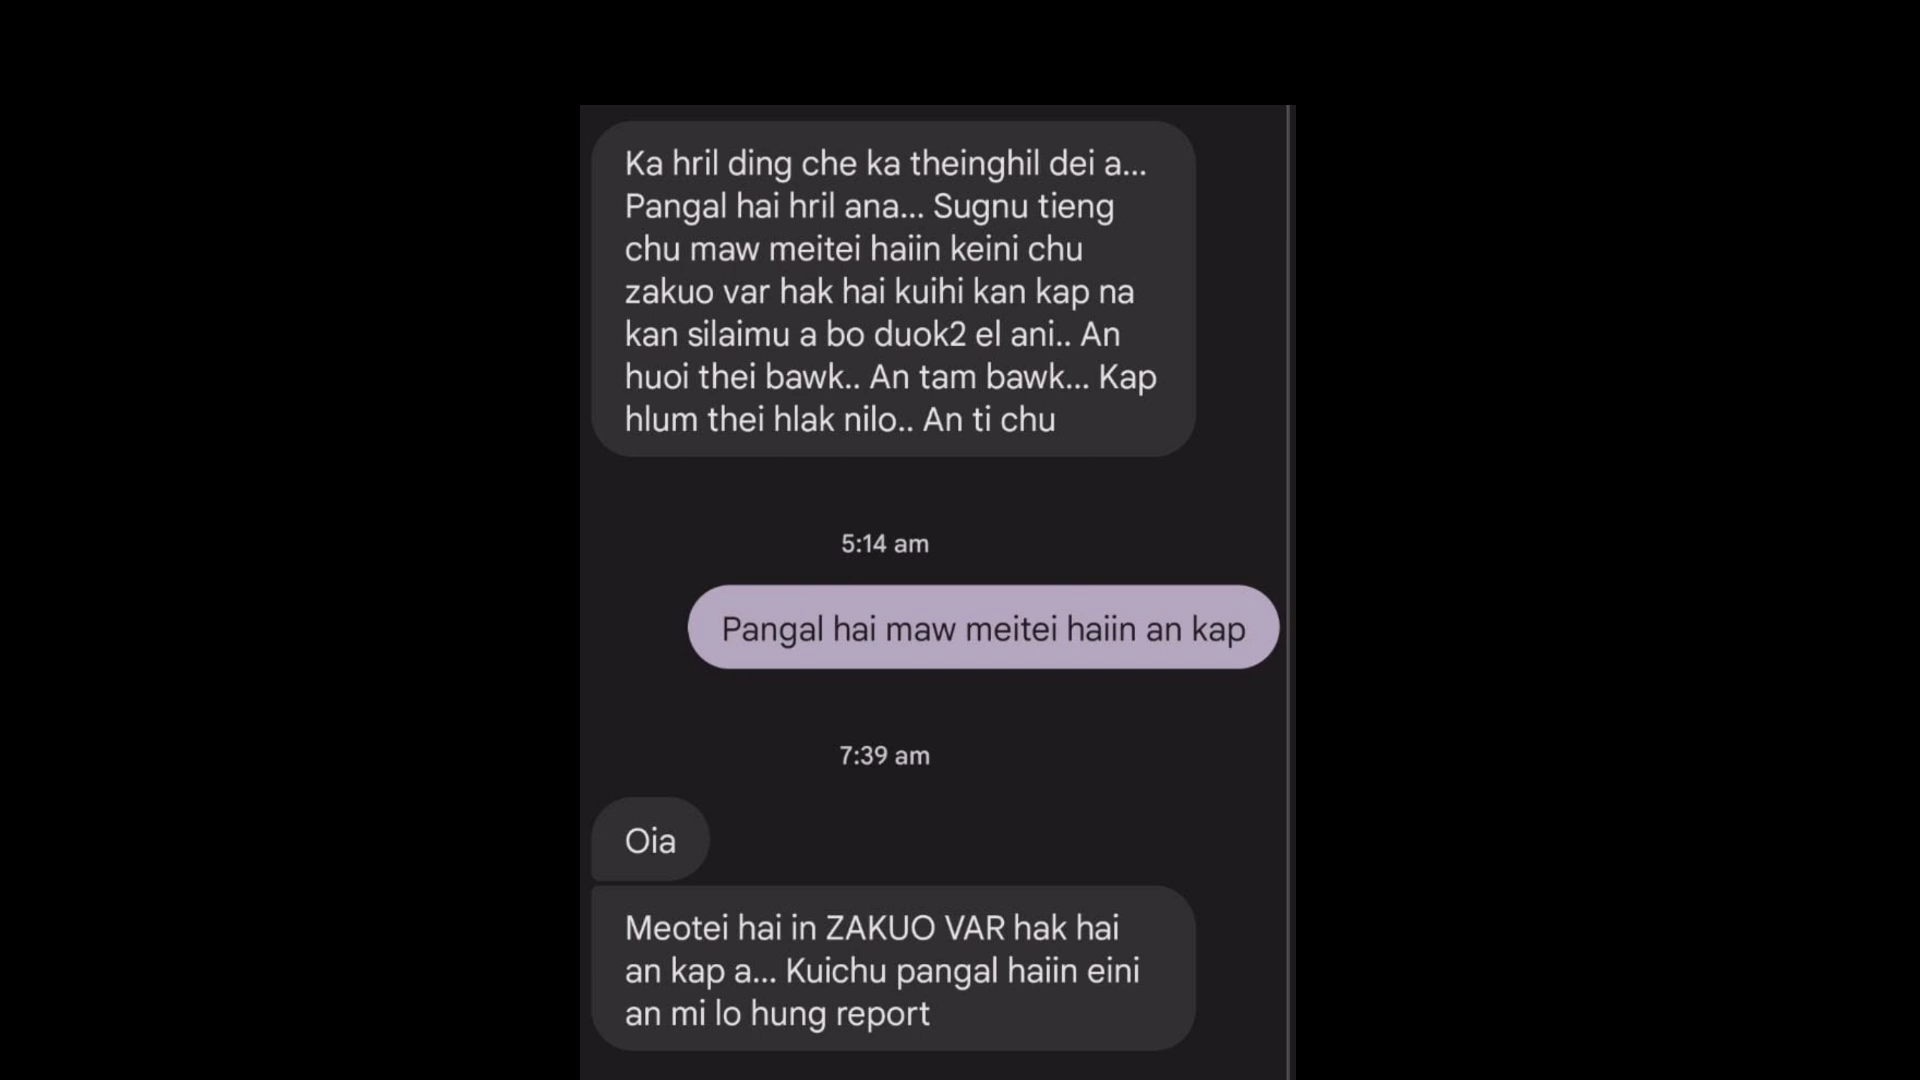 Ka hril ding che ka theinghil dei a...
Pangal hai hril ana... Sugnu tieng
chu maw meitei haiin keini chu
zakuo var hak hai kuihi kan kap na
kan silaimu a bo duok2 el ani.. An
huoi thei bawk.. An tam bawk... Kap
hlum thei hlak nilo.. An ti chu
5:14 am
Pangal hai maw meitei haiin an kap
7:39 am
Oia
Meotei hai in ZAKUO VAR hak hai
an kap a... Kuichu pangal haiin eini
an mi lo hung report